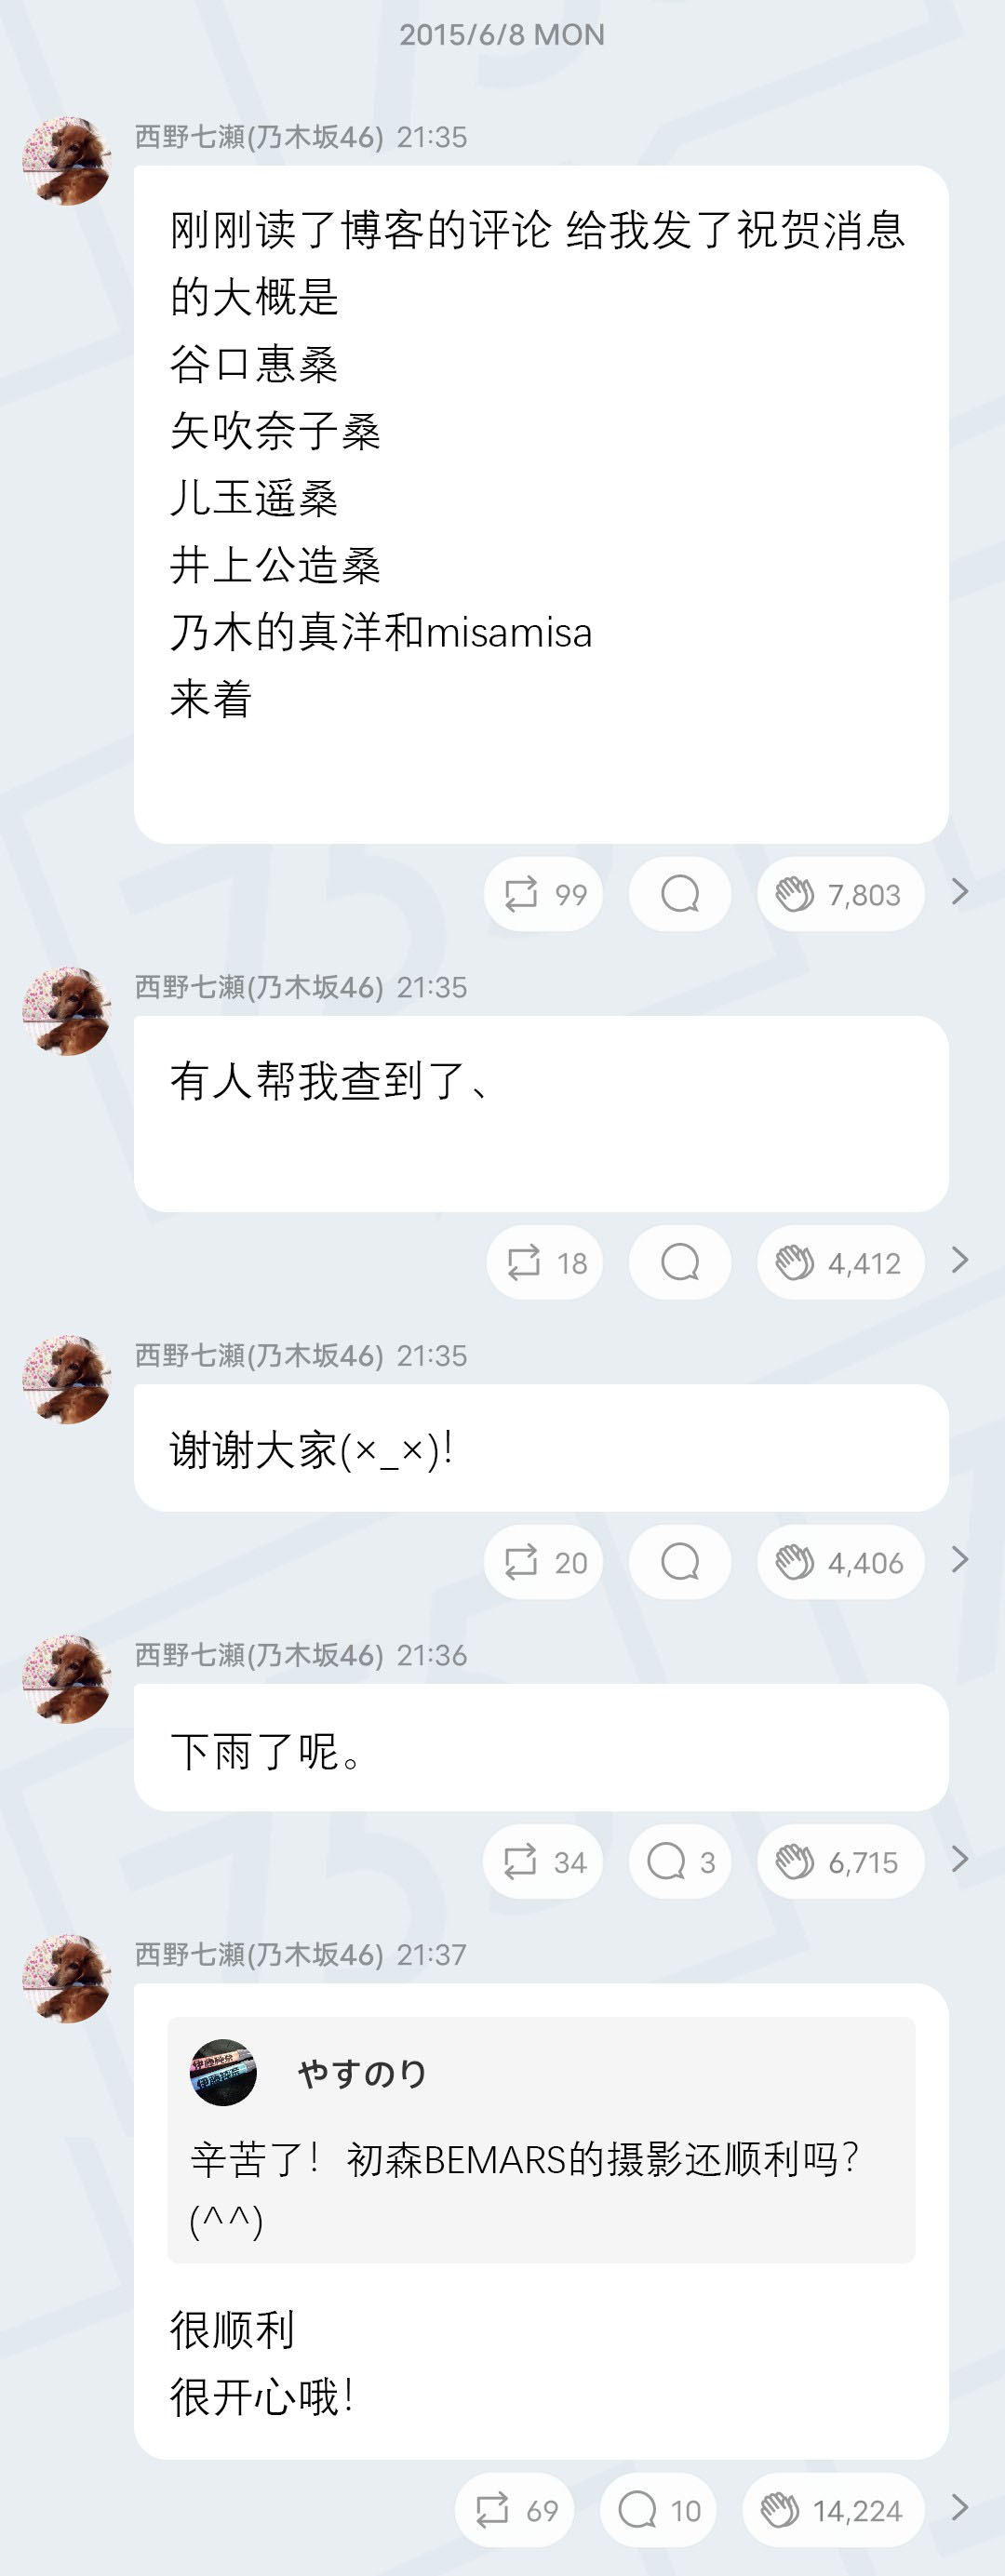 2015/6/8 MON
西野七瀬(乃木坂46) 21:35
刚刚读了博客的评论 给我发了祝贺消息
的大概是
谷口惠桑
矢吹奈子桑
儿玉遥桑
井上公造桑
乃木的真洋和misamisa
来着
99
7,803
西野七瀬(乃木坂46) 21:35
有人帮我查到了、
18
4,412
西野七瀬(乃木坂46) 21:35
谢谢大家(×_×)!
20
4,406
西野七瀬(乃木坂46) 21:36
下雨了呢。
34
3
6,715
西野七瀬(乃木坂46) 21:37
やすのり
辛苦了！初森BEMARS的摄影还顺利吗?
(^^)
很顺利
很开心哦!
69
10
14,224